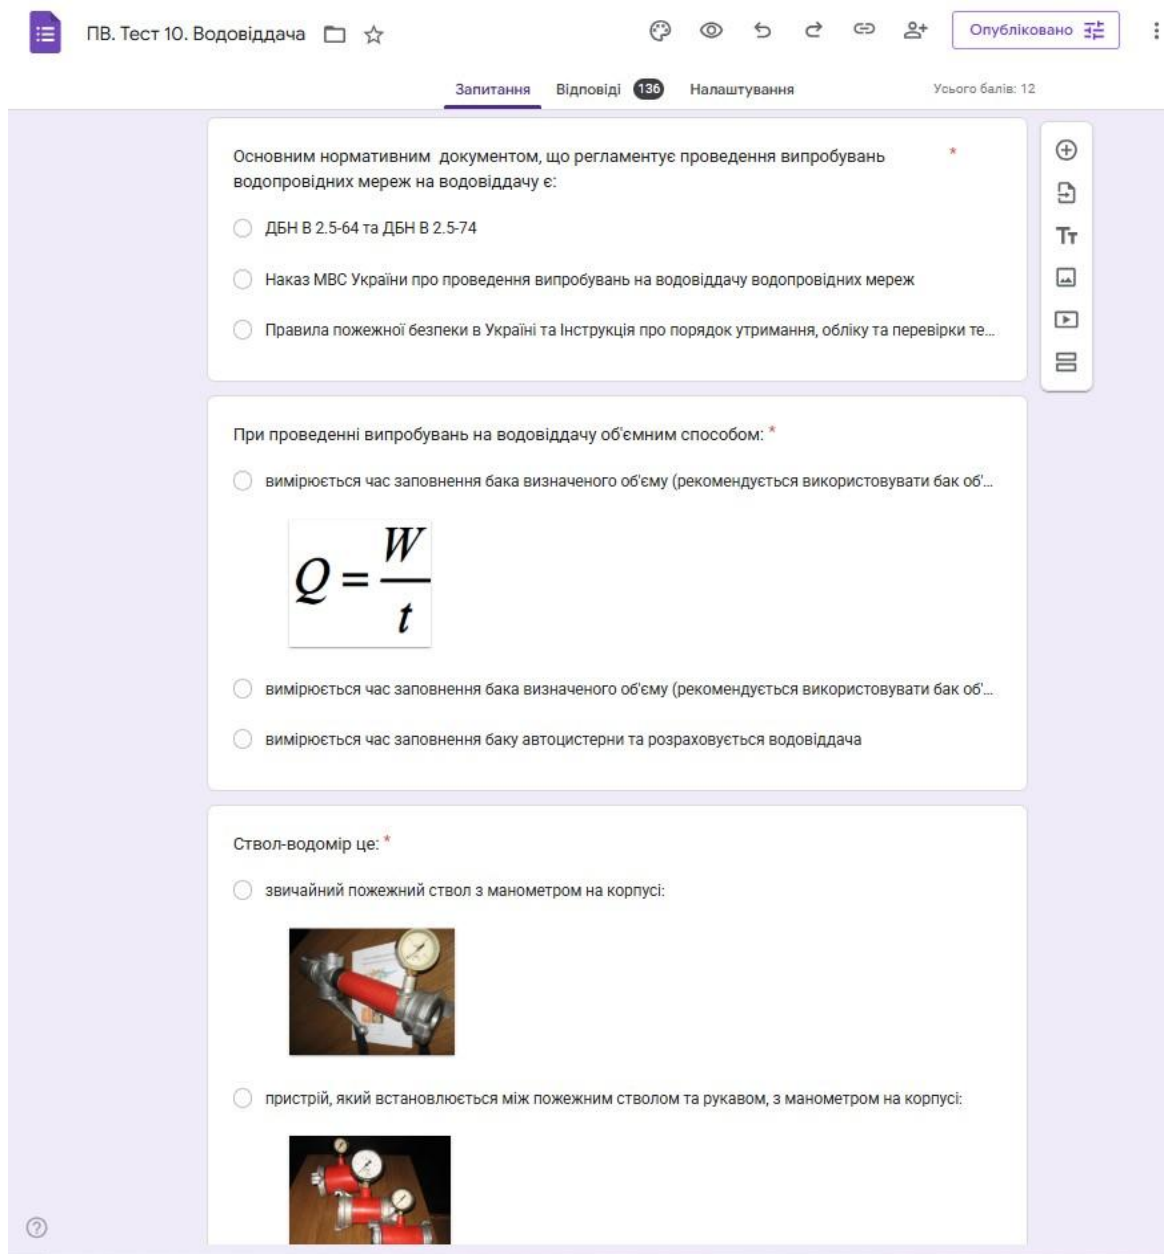 ПВ. Тест 10. Водовіддача
Опубліковано
Запитання Відповіді 136 Налаштування Усього балів: 12
Основним нормативним документом, що регламентує проведення випробувань *
водопровідних мереж на водовіддачу є:
ДБН В 2.5-64 та ДБН В 2.5-74
Наказ МВС України про проведення випробувань на водовіддачу водопровідних мереж
Правила пожежної безпеки в Україні та Інструкція про порядок утримання, обліку та перевірки те...
При проведенні випробувань на водовіддачу об'ємним способом: *
вимірюється час заповнення бака визначеного об'єму (рекомендується використовувати бак об'...
Q = W / t
вимірюється час заповнення бака визначеного об'єму (рекомендується використовувати бак об'...
вимірюється час заповнення баку автоцистерни та розраховується водовіддача
Ствол-водомір це: *
звичайний пожежний ствол з манометром на корпусі:
пристрій, який встановлюється між пожежним стволом та рукавом, з манометром на корпусі: